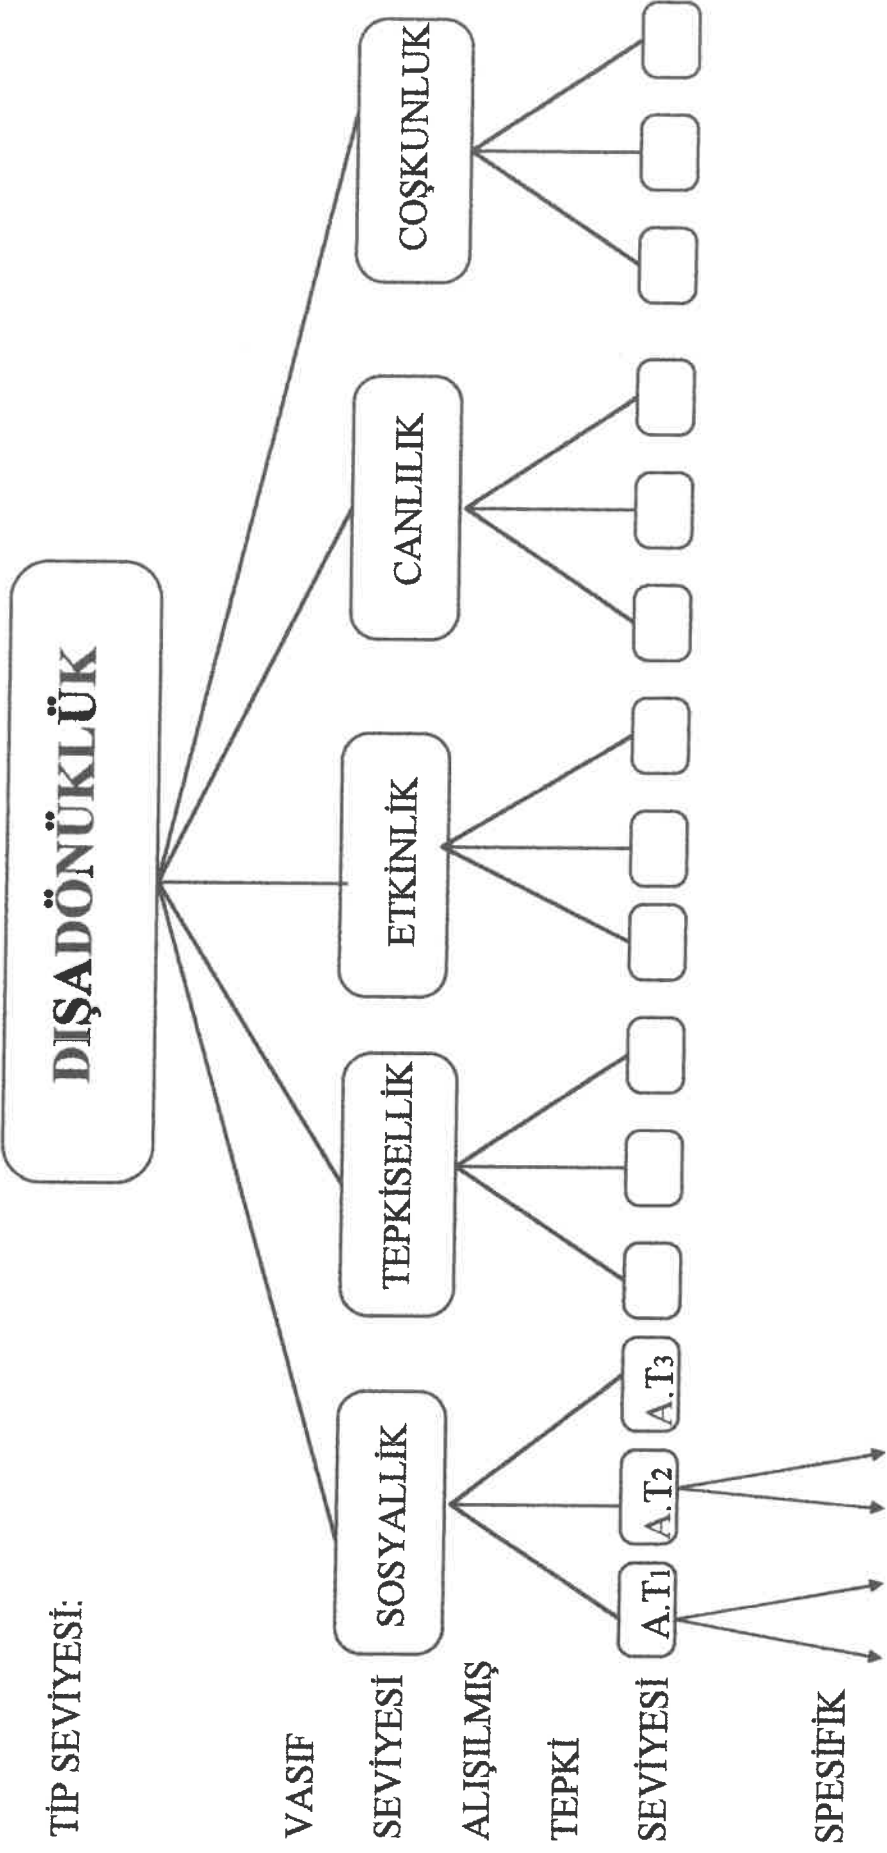 TİP SEVİYESİ:
DIŞADÖNÜKLÜK
VASIF
SEVİYESİ
SOSYALLİK
TEPKİSELLİK
ETKİNLİK
CANLILIK
COŞKUNLUK
ALIŞILMIŞ
TEPKİ
SEVİYESİ
A.T1
A.T2
A.T3
SPESİFİK